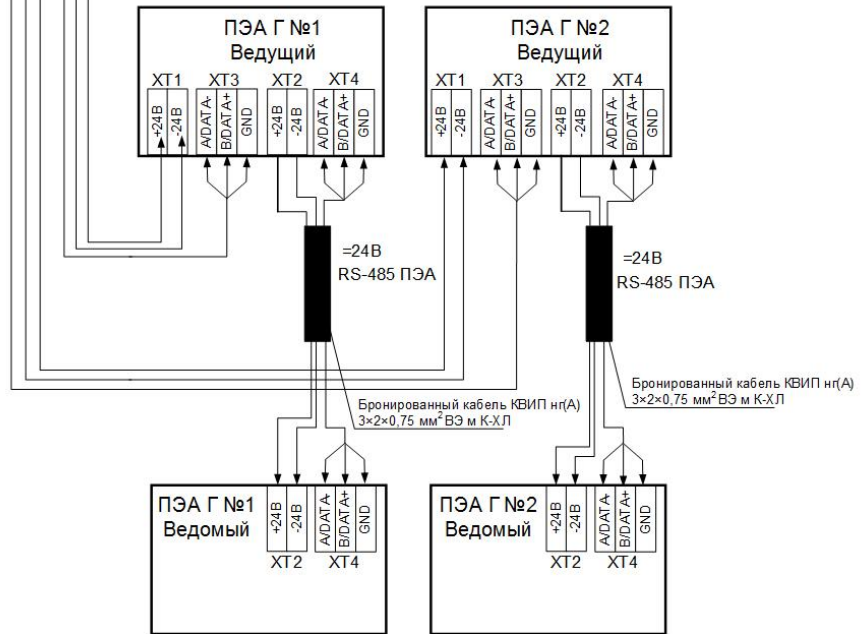 ПЭА Г №1
Ведущий
XT1 XT3 XT2 XT4
+24В -24В A/DATA- B/DATA+ GND +24В -24В A/DATA- B/DATA+ GND
ПЭА Г №2
Ведущий
XT1 XT3 XT2 XT4
+24В -24В A/DATA- B/DATA+ GND +24В -24В A/DATA- B/DATA+ GND
=24В
RS-485 ПЭА
=24В
RS-485 ПЭА
Бронированный кабель КВИП нг(А)
3×2×0,75 мм² ВЭ м К-ХЛ
Бронированный кабель КВИП нг(А)
3×2×0,75 мм² ВЭ м К-ХЛ
ПЭА Г №1
Ведомый
+24В -24В A/DATA- B/DATA+ GND
XT2 XT4
ПЭА Г №2
Ведомый
+24В -24В A/DATA- B/DATA+ GND
XT2 XT4